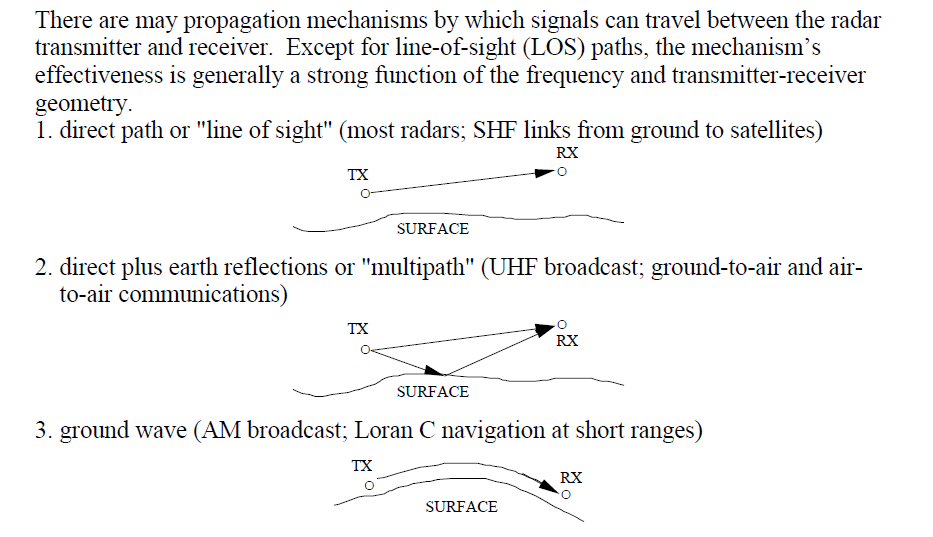 There are may propagation mechanisms by which signals can travel between the radar
transmitter and receiver.  Except for line-of-sight (LOS) paths, the mechanism’s
effectiveness is generally a strong function of the frequency and transmitter-receiver
geometry.
1. direct path or "line of sight" (most radars; SHF links from ground to satellites)
RX
TX
SURFACE
2. direct plus earth reflections or "multipath" (UHF broadcast; ground-to-air and air-
to-air communications)
TX
RX
SURFACE
3. ground wave (AM broadcast; Loran C navigation at short ranges)
TX
RX
SURFACE